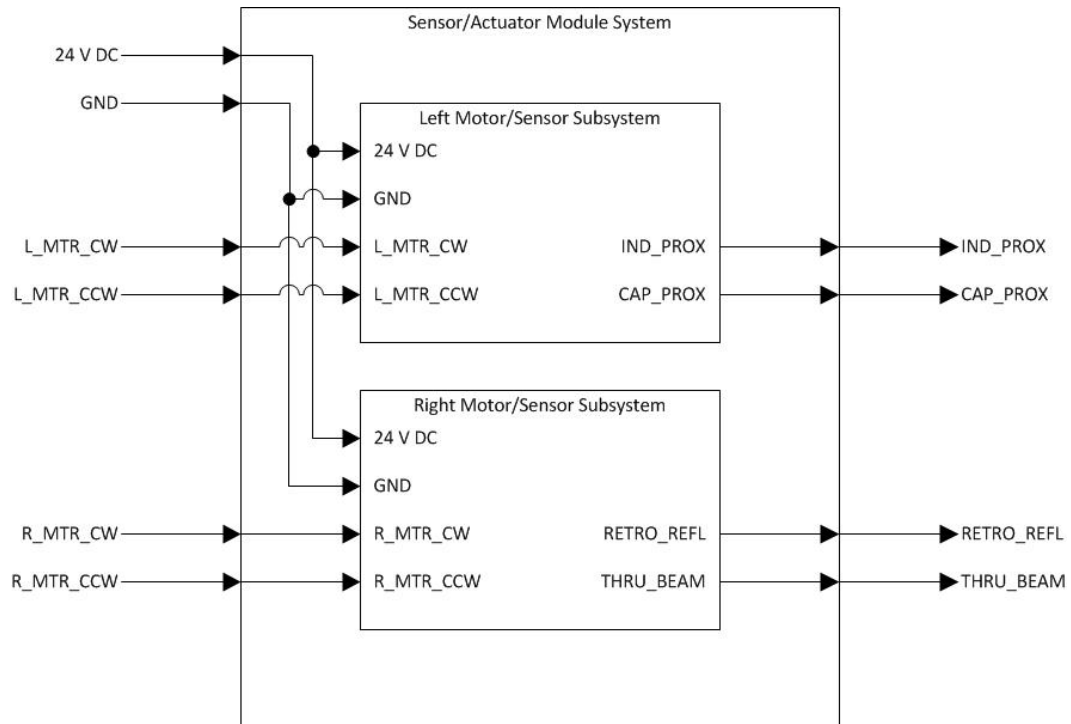 Sensor/Actuator Module System
24 V DC
GND
Left Motor/Sensor Subsystem
24 V DC
GND
L_MTR_CW
L_MTR_CW
IND_PROX
IND_PROX
L_MTR_CCW
L_MTR_CCW
CAP_PROX
CAP_PROX
Right Motor/Sensor Subsystem
24 V DC
GND
R_MTR_CW
R_MTR_CW
RETRO_REFL
RETRO_REFL
R_MTR_CCW
R_MTR_CCW
THRU_BEAM
THRU_BEAM